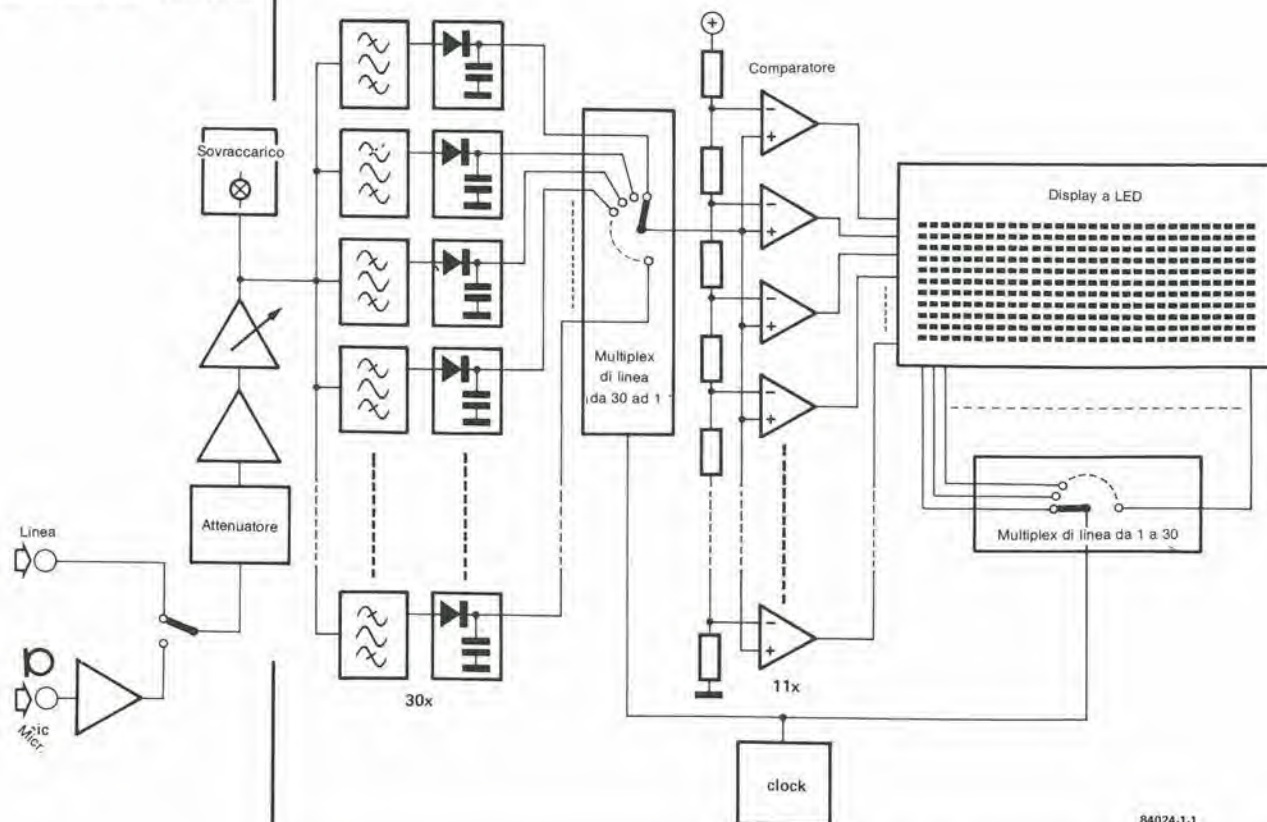 Comparatore
Sovraccarico
Display a LED
Multiplex
di linea
da 30 ad 1
Attenuatore
Linea
Multiplex di linea da 1 a 30
30x
11x
Micr.
clock
84024-1-1